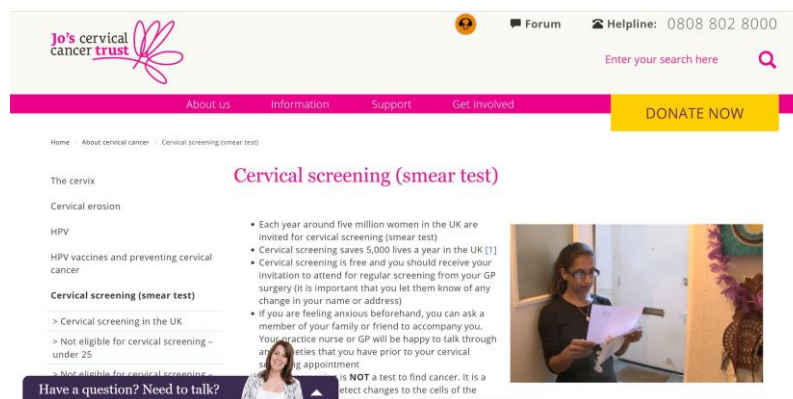 Jo's cervical
cancer trust
Forum
Helpline: 0808 802 8000
Enter your search here
About us
Information
Support
Get involved
DONATE NOW
Home / About cervical cancer / Cervical screening (smear test)
The cervix
Cervical erosion
HPV
HPV vaccines and preventing cervical
cancer
Cervical screening (smear test)
> Cervical screening in the UK
> Not eligible for cervical screening –
under 25
> Not eligible for cervical screening –
Cervical screening (smear test)
• Each year around five million women in the UK are
invited for cervical screening (smear test)
• Cervical screening saves 5,000 lives a year in the UK [1]
• Cervical screening is free and you should receive your
invitation to attend for regular screening from your GP
surgery (it is important that you let them know of any
change in your name or address)
• If you are feeling anxious beforehand, you can ask a
member of your family or friend to accompany you.
Your practice nurse or GP will be happy to talk through
that you have prior to your cervical
appointment
is NOT a test to find cancer. It is a
detect changes to the cells of the
Have a question? Need to talk?